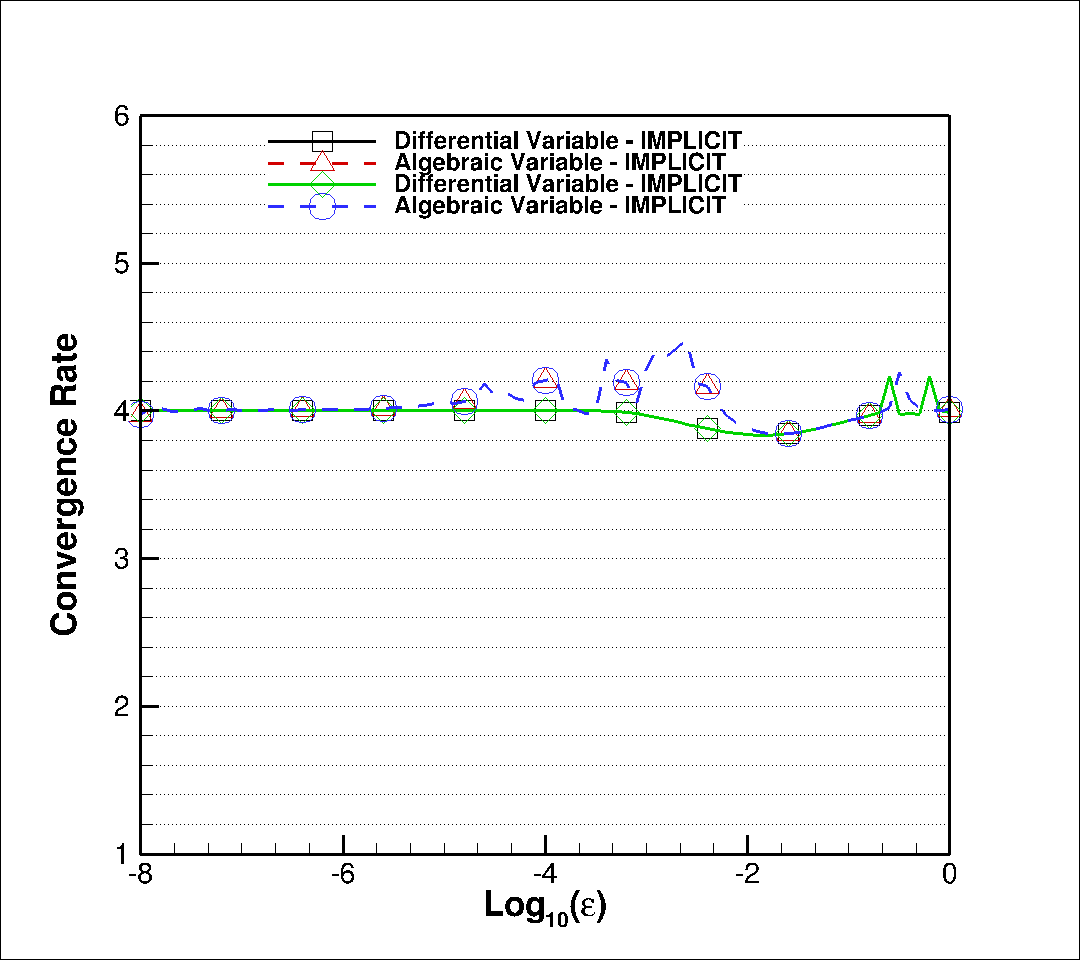 6
Differential Variable - IMPLICIT
Algebraic Variable - IMPLICIT
Differential Variable - IMPLICIT
Algebraic Variable - IMPLICIT
5
4
3
2
1
Convergence Rate
-8 -6 -4 -2 0
Log10(ε)